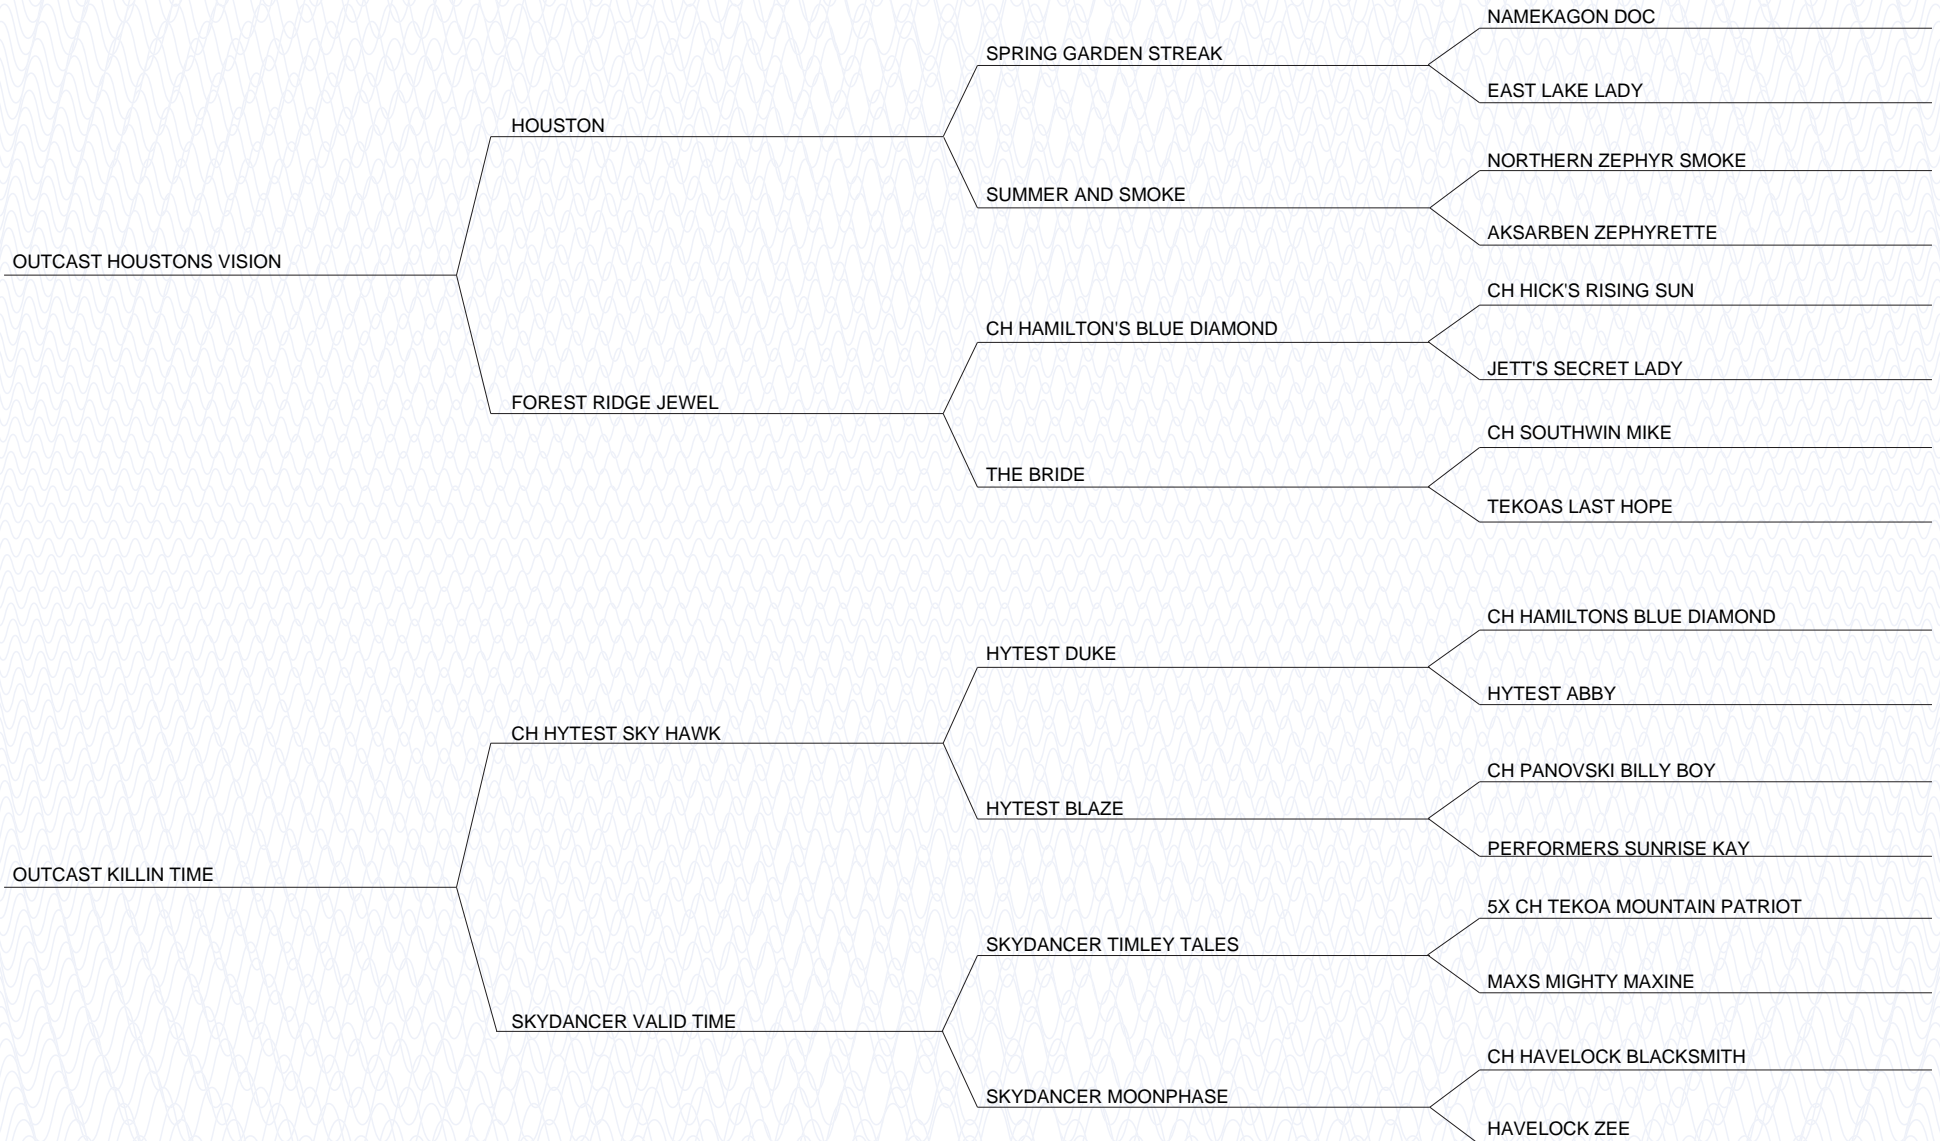 NAMEKAGON DOC
SPRING GARDEN STREAK
EAST LAKE LADY
HOUSTON
NORTHERN ZEPHYR SMOKE
SUMMER AND SMOKE
AKSARBEN ZEPHYRETTE
OUTCAST HOUSTONS VISION
CH HICK'S RISING SUN
CH HAMILTON'S BLUE DIAMOND
JETT'S SECRET LADY
FOREST RIDGE JEWEL
CH SOUTHWIN MIKE
THE BRIDE
TEKOAS LAST HOPE
CH HAMILTONS BLUE DIAMOND
HYTEST DUKE
HYTEST ABBY
CH HYTEST SKY HAWK
CH PANOVSKI BILLY BOY
HYTEST BLAZE
PERFORMERS SUNRISE KAY
OUTCAST KILLIN TIME
5X CH TEKOA MOUNTAIN PATRIOT
SKYDANCER TIMLEY TALES
MAXS MIGHTY MAXINE
SKYDANCER VALID TIME
CH HAVELOCK BLACKSMITH
SKYDANCER MOONPHASE
HAVELOCK ZEE